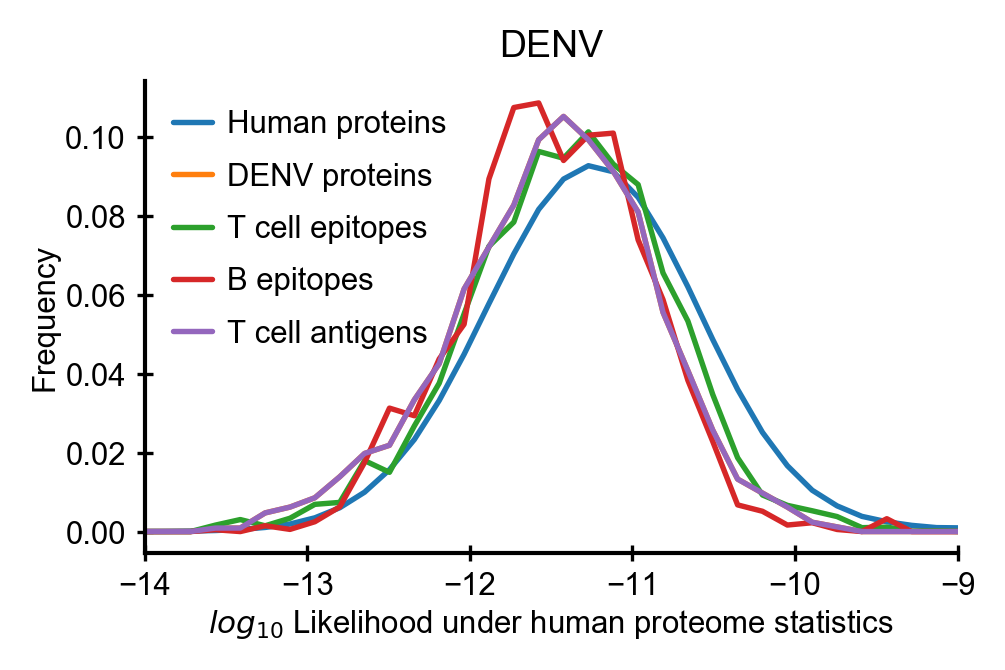 DENV
Human proteins
DENV proteins
T cell epitopes
B epitopes
T cell antigens
Frequency
0.10
0.08
0.06
0.04
0.02
0.00
−14 −13 −12 −11 −10 −9
log10 Likelihood under human proteome statistics